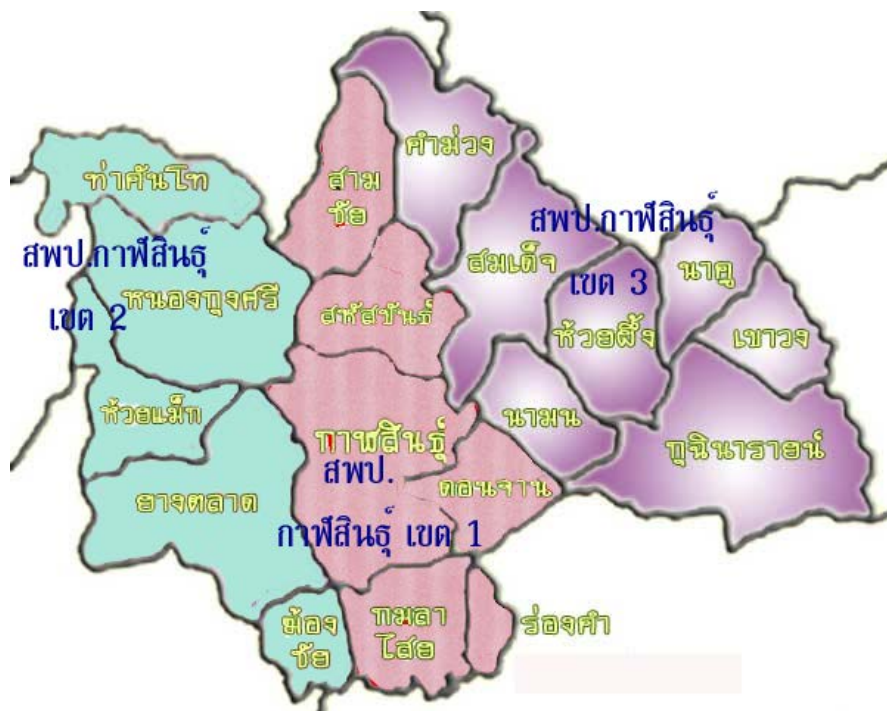 คำม่วง
ท่าคันโท
สาม
ชัย
สพป.กาฬสินธุ์
เขต 3
สมเด็จ
นาคู
สพป.กาฬสินธุ์
เขต 2
หนองกุงศรี
สหัสขันธ์
ห้วยผึ้ง
เขาวง
ห้วยเม็ก
นามน
กาฬสินธุ์
กุฉินารายน์
สพป.
กาฬสินธุ์ เขต 1
ดอนจาน
ยางตลาด
ฆ้อง
ชัย
กมลา
ไสย
ร่องคำ